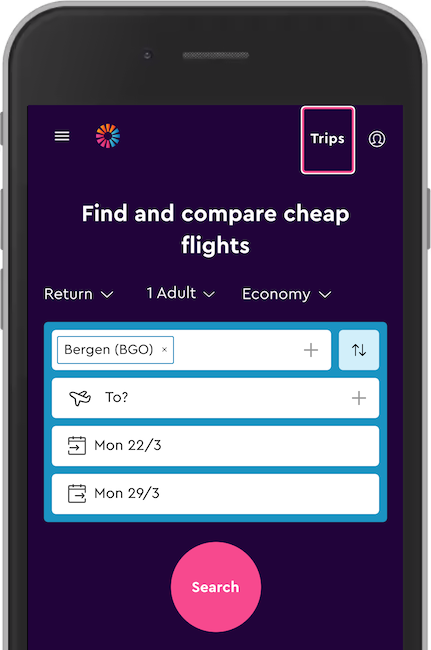 Trips
Find and compare cheap
flights
Return 1 Adult Economy
Bergen (BGO) ×
To?
Mon 22/3
Mon 29/3
Search